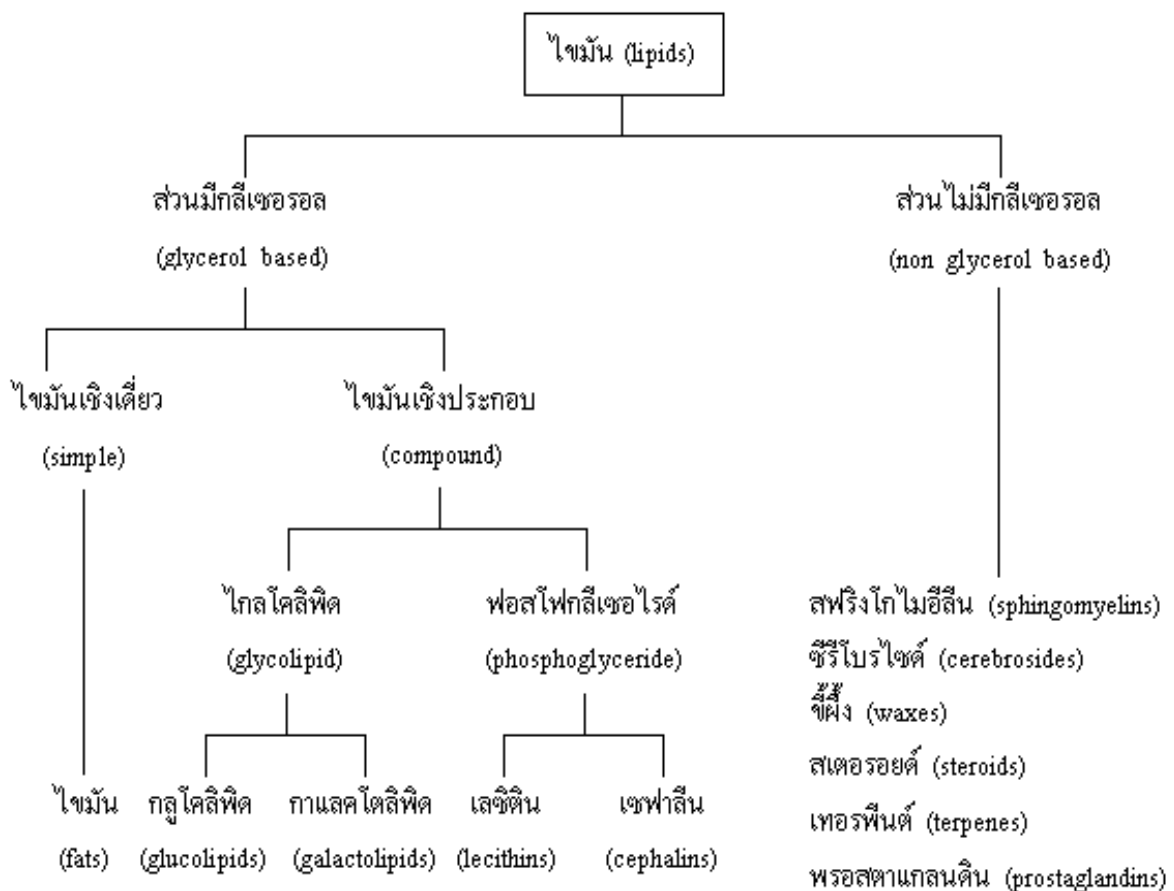 ไขมัน (lipids)
ส่วนมีกลีเซอรอล
(glycerol based)
ส่วนไม่มีกลีเซอรอล
(non glycerol based)
ไขมันเชิงเดี่ยว
(simple)
ไขมันเชิงประกอบ
(compound)
ไกลโคลิพิด
(glycolipid)
ฟอสโฟกลีเซอไรด์
(phosphoglyceride)
ไขมัน
(fats)
กลูโคลิพิด
(glucolipids)
กาแลคโตลิพิด
(galactolipids)
เลซิติน
(lecithins)
เซฟาลีน
(cephalins)
สฟริงโกไมอีลีน (sphingomyelins)
ซีรีโบรไซด์ (cerebrosides)
ขี้ผึ้ง (waxes)
สเตอรอยด์ (steroids)
เทอรพีนต์ (terpenes)
พรอสตาแกลนดิน (prostaglandins)